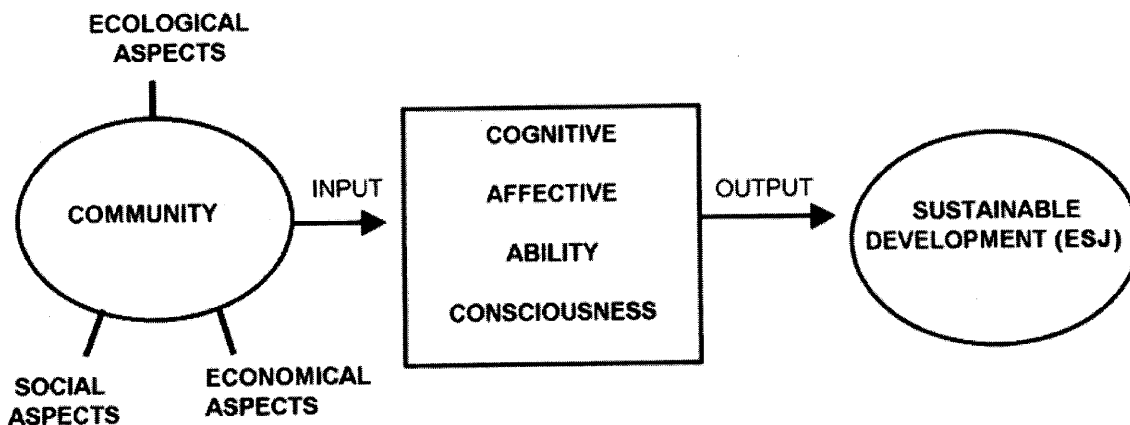 ECOLOGICAL
ASPECTS
COMMUNITY
SOCIAL
ASPECTS
ECONOMICAL
ASPECTS
INPUT
COGNITIVE
AFFECTIVE
ABILITY
CONSCIOUSNESS
OUTPUT
SUSTAINABLE
DEVELOPMENT (ESJ)